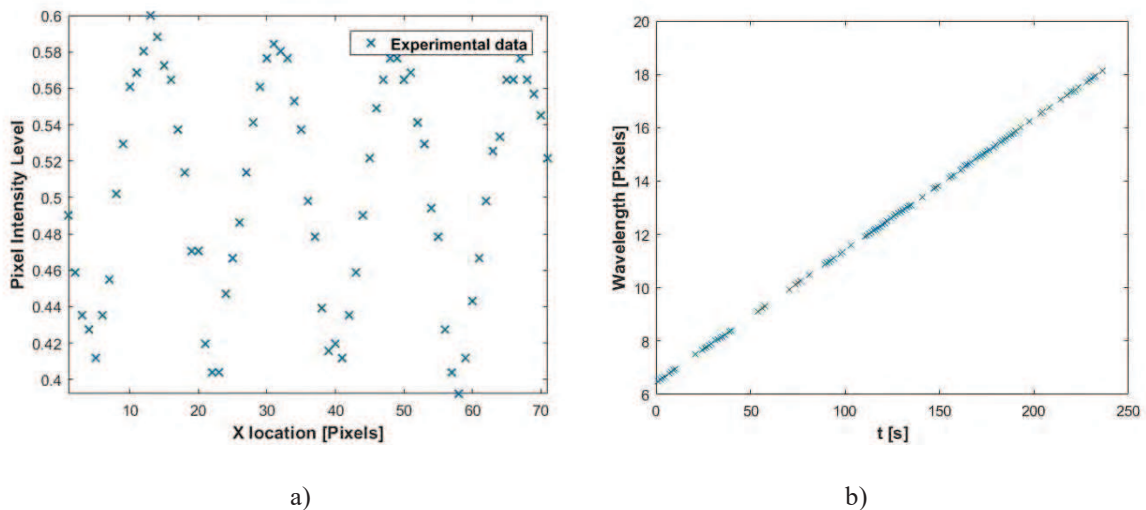 0.6
0.58
0.56
0.54
0.52
0.5
0.48
0.46
0.44
0.42
0.4
Pixel Intensity Level
× Experimental data
10 20 30 40 50 60 70
X location [Pixels]
a)
20
18
16
14
12
10
8
6
Wavelength [Pixels]
0 50 100 150 200 250
t [s]
b)